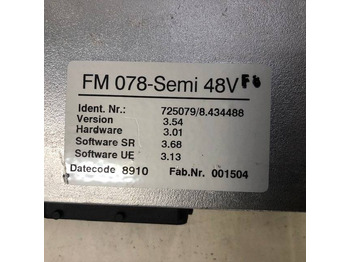 FM 078-Semi 48V F6
Ident. Nr.: 725079/8.434488
Version 3.54
Hardware 3.01
Software SR 3.68
Software UE 3.13
Datecode 8910 Fab.Nr. 001504